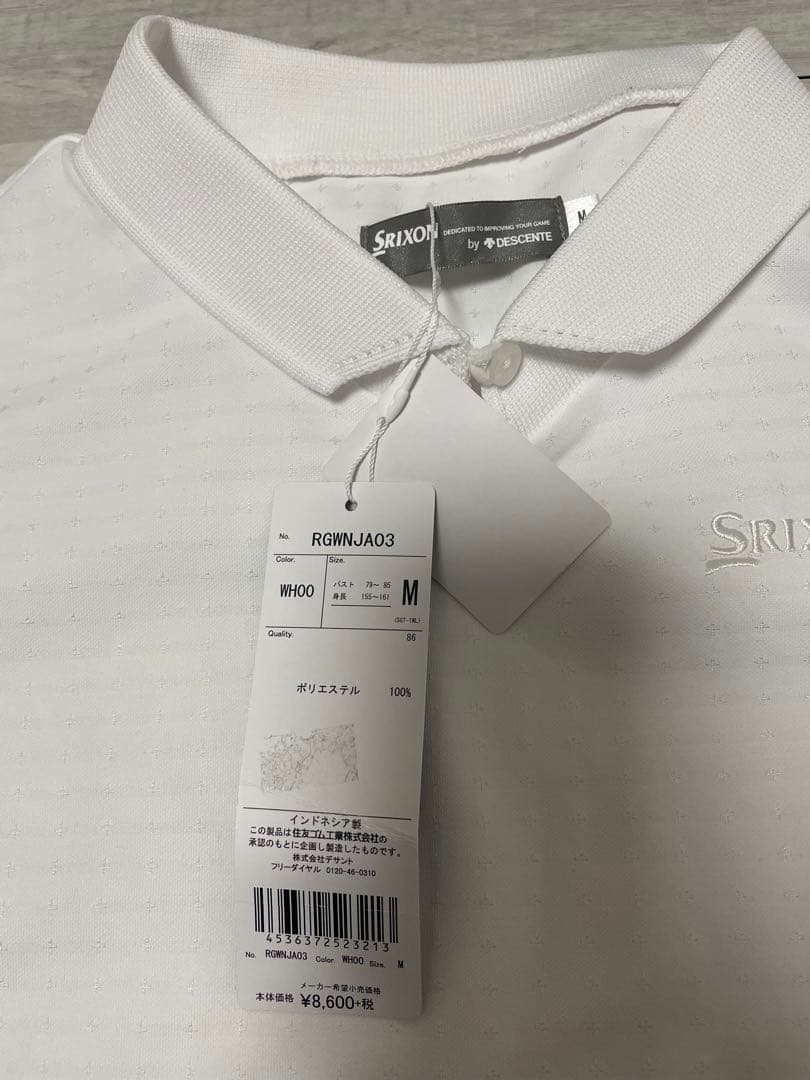 SRIXON
DEDICATED TO IMPROVING YOUR GAME
by DESCENTE
M
SRIX
No. RGWNJA03
Color. Size.
WH00 バスト 79～ 85 M
身長 155～161
Quality. 86
ポリエステル 100%
インドネシア製
この製品は住友ゴム工業株式会社の
承認のもとに企画し製造したものです。
株式会社デサント
フリーダイヤル 0120-46-0310
4536372523213
No. RGWNJA03 Color. WH00 Size. M
メーカー希望小売価格
本体価格 ¥8,600+税